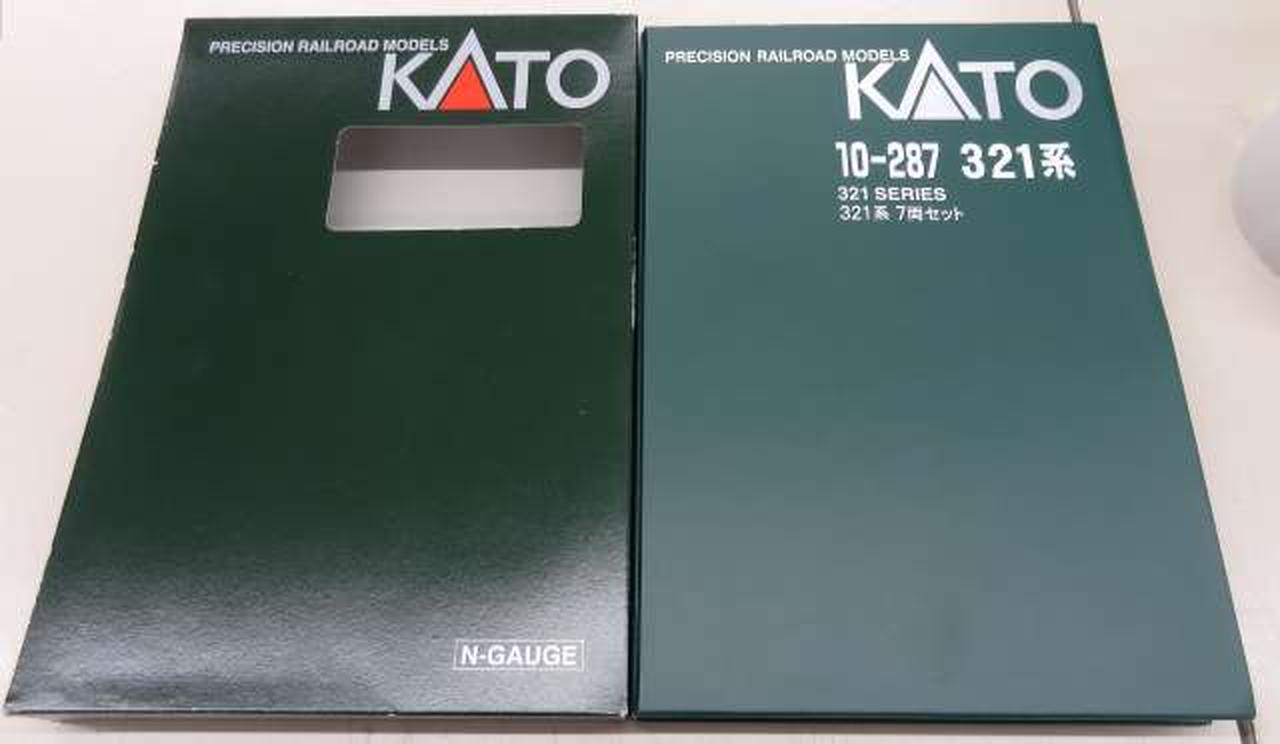 PRECISION RAILROAD MODELS
KATO
N-GAUGE
PRECISION RAILROAD MODELS
KATO
10-287 321系
321 SERIES
321系 7両セット